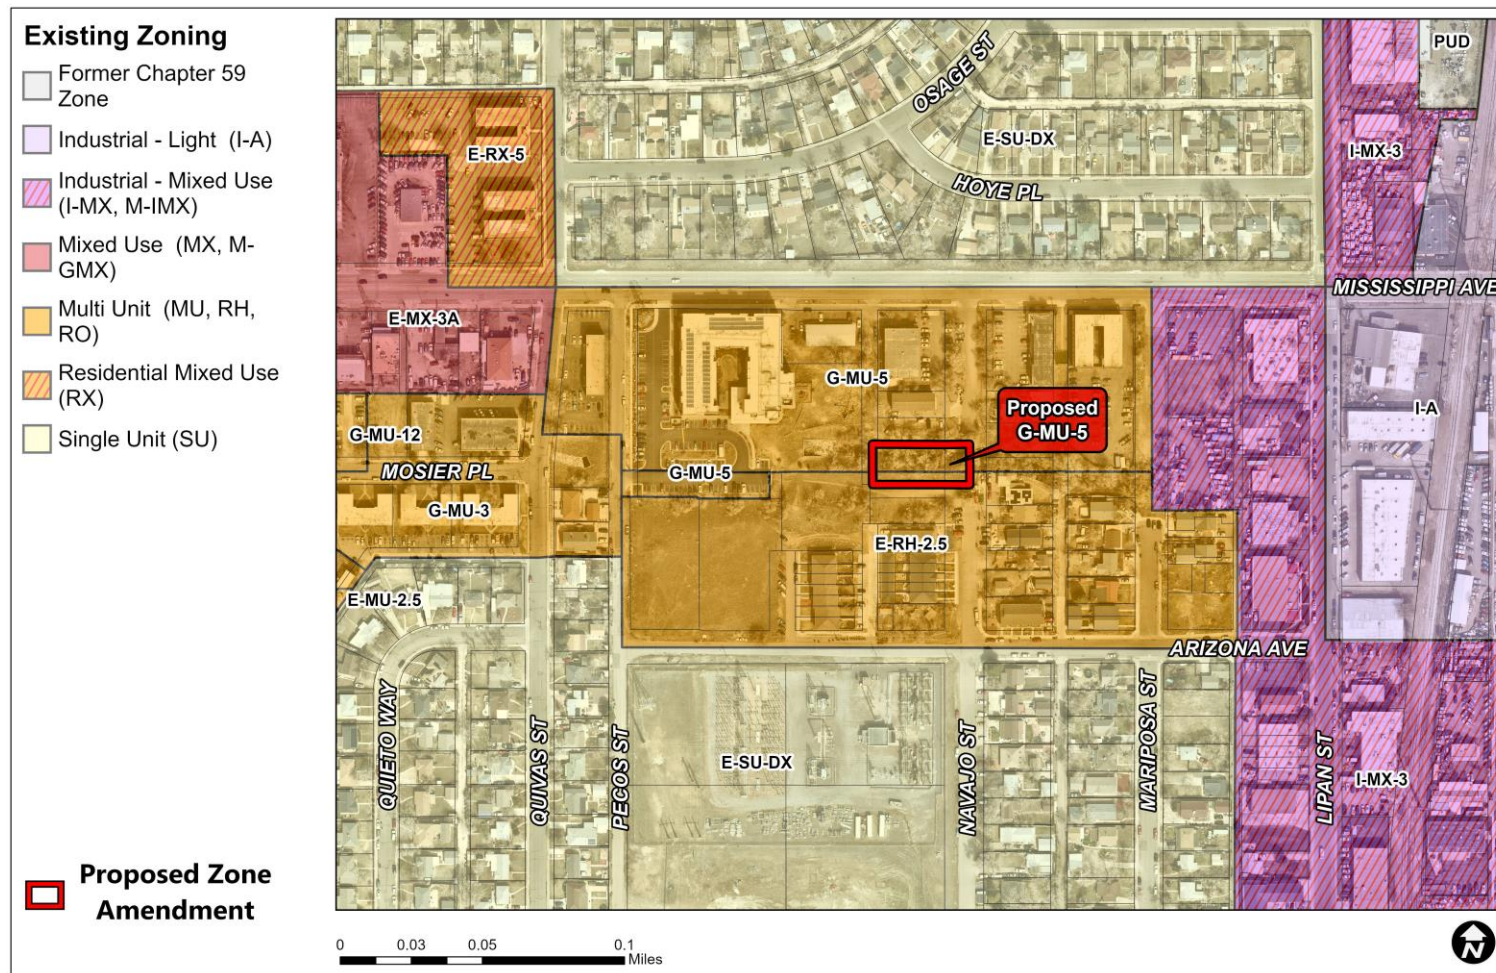 Existing Zoning
Former Chapter 59
Zone
Industrial - Light (I-A)
Industrial - Mixed Use
(I-MX, M-IMX)
Mixed Use (MX, M-
GMX)
Multi Unit (MU, RH,
RO)
Residential Mixed Use
(RX)
Single Unit (SU)
Proposed Zone
Amendment
OSAGE ST
PUD
E-RX-5
E-SU-DX
I-MX-3
HOYE PL
MISSISSIPPI AVE
E-MX-3A
G-MU-5
Proposed
G-MU-5
I-A
G-MU-12
MOSIER PL
G-MU-5
G-MU-3
E-RH-2.5
E-MU-2.5
ARIZONA AVE
QUIETO WAY
QUIVAS ST
PECOS ST
E-SU-DX
NAVAJO ST
MARIPOSA ST
LIPAN ST
I-MX-3
0 0.03 0.05 0.1
Miles
N